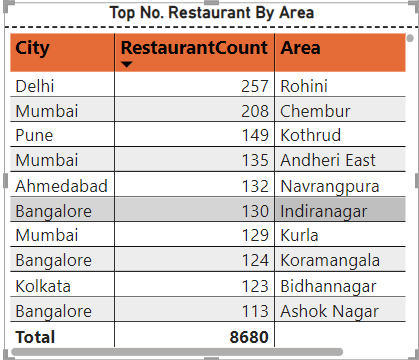 Top No. Restaurant By Area
City RestaurantCount Area
Delhi 257 Rohini
Mumbai 208 Chembur
Pune 149 Kothrud
Mumbai 135 Andheri East
Ahmedabad 132 Navrangpura
Bangalore 130 Indiranagar
Mumbai 129 Kurla
Bangalore 124 Koramangala
Kolkata 123 Bidhannagar
Bangalore 113 Ashok Nagar
Total 8680